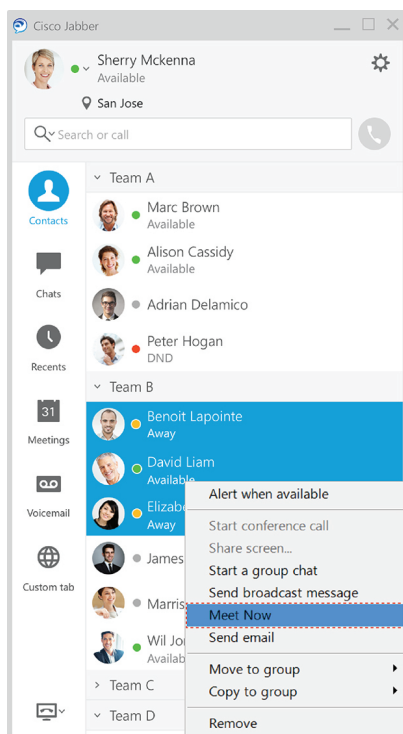 Cisco Jabber
Sherry Mckenna
Available
San Jose
Search or call
Contacts
Chats
Recents
31
Meetings
Voicemail
Custom tab
Team A
Marc Brown
Available
Alison Cassidy
Available
Adrian Delamico
Peter Hogan
DND
Team B
Benoit Lapointe
Away
David Liam
Available
Away
James
Team C
Team D
Alert when available
Start conference call
Share screen...
Start a group chat
Send broadcast message
Meet Now
Send email
Move to group
Copy to group
Remove